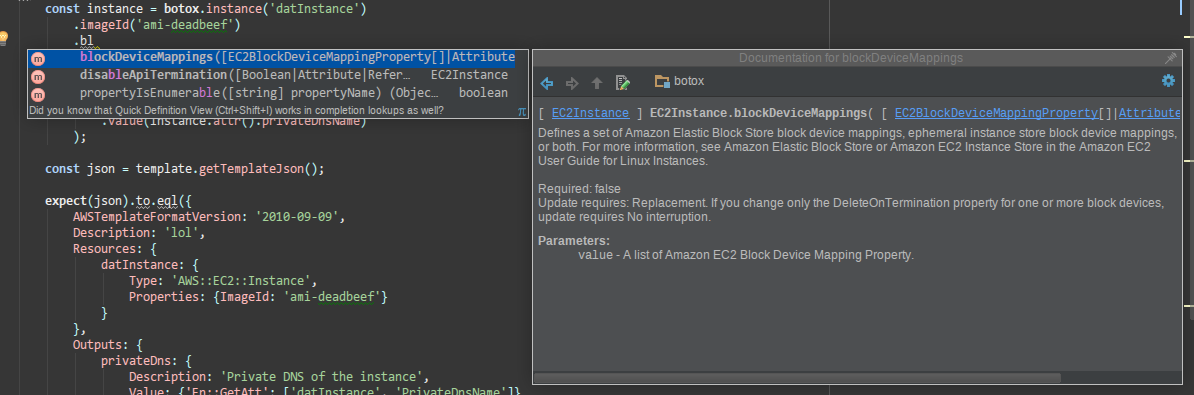 const instance = botox.instance('datInstance')
.imageId('ami-deadbeef')
.bl
blockDeviceMappings([EC2BlockDeviceMappingProperty[]|Attribute
disableApiTermination([Boolean|Attribute|Refer… EC2Instance
propertyIsEnumerable([string] propertyName) (Objec… boolean
Did you know that Quick Definition View (Ctrl+Shift+I) works in completion lookups as well? π
.value(instance.attr().privateDnsName)
);
const json = template.getTemplateJson();
expect(json).to.eql({
AWSTemplateFormatVersion: '2010-09-09',
Description: 'lol',
Resources: {
datInstance: {
Type: 'AWS::EC2::Instance',
Properties: {ImageId: 'ami-deadbeef'}
}
},
Outputs: {
privateDns: {
Description: 'Private DNS of the instance',
Value: {'Fn::GetAtt': ['datInstance', 'PrivateDnsName']}
Documentation for blockDeviceMappings
botox
[ EC2Instance ] EC2Instance.blockDeviceMappings( [ EC2BlockDeviceMappingProperty[]|Attribute
Defines a set of Amazon Elastic Block Store block device mappings, ephemeral instance store block device mappings,
or both. For more information, see Amazon Elastic Block Store or Amazon EC2 Instance Store in the Amazon EC2
User Guide for Linux Instances.
Required: false
Update requires: Replacement. If you change only the DeleteOnTermination property for one or more block devices,
update requires No interruption.
Parameters:
value - A list of Amazon EC2 Block Device Mapping Property.